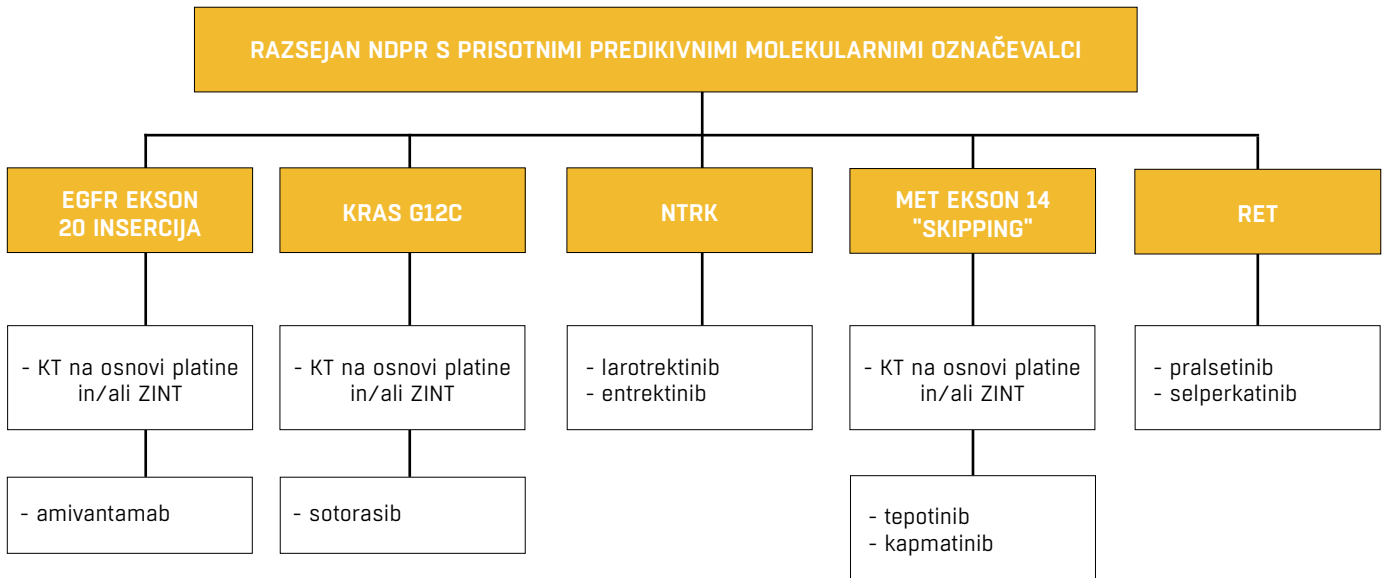 RAZSEJAN NDPR S PRISOTNIMI PREDIKIVNIMI MOLEKULARNIMI OZNAČEVALCI
EGFR EKSON
20 INSERCIJA
KRAS G12C
NTRK
MET EKSON 14
"SKIPPING"
RET
- KT na osnovi platine
in/ali ZINT
- KT na osnovi platine
in/ali ZINT
- larotrektinib
- entrektinib
- KT na osnovi platine
in/ali ZINT
- pralsetinib
- selperkatinib
- amivantamab
- sotorasib
- tepotinib
- kapmatinib